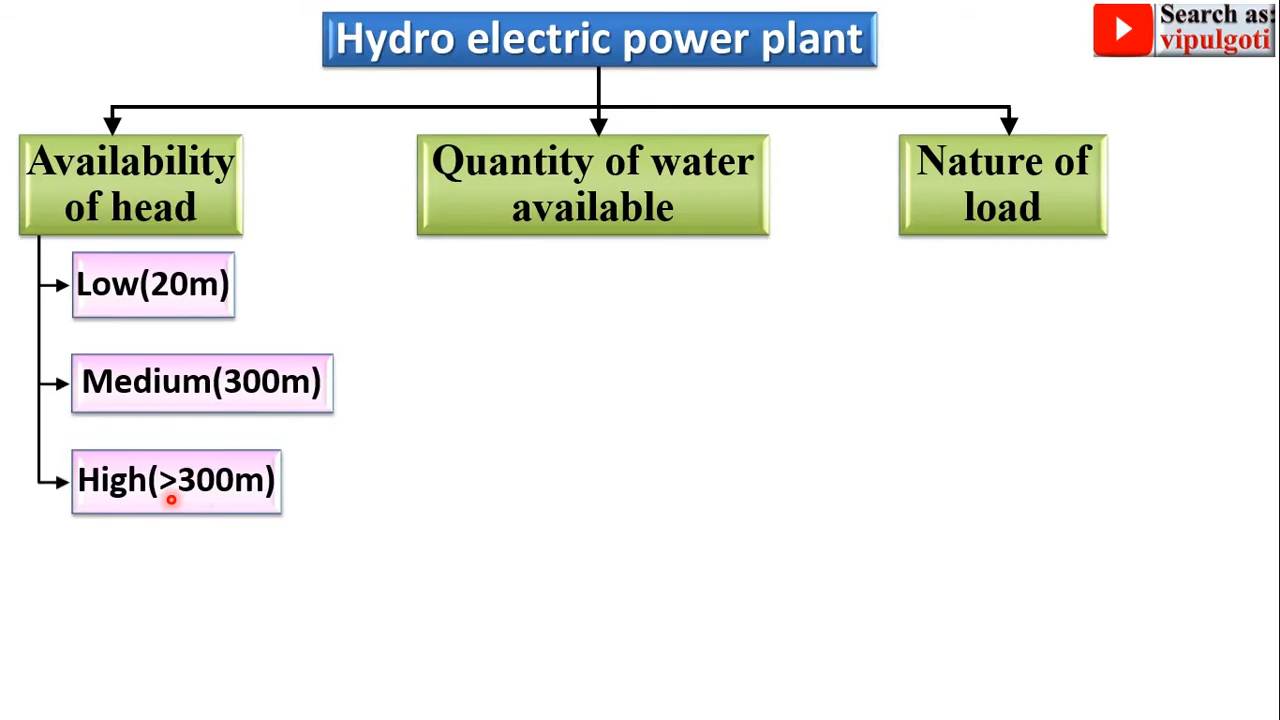 Hydro electric power plant
Search as:
vipulgoti
Availability
of head
Quantity of water
available
Nature of
load
Low(20m)
Medium(300m)
High(>300m)